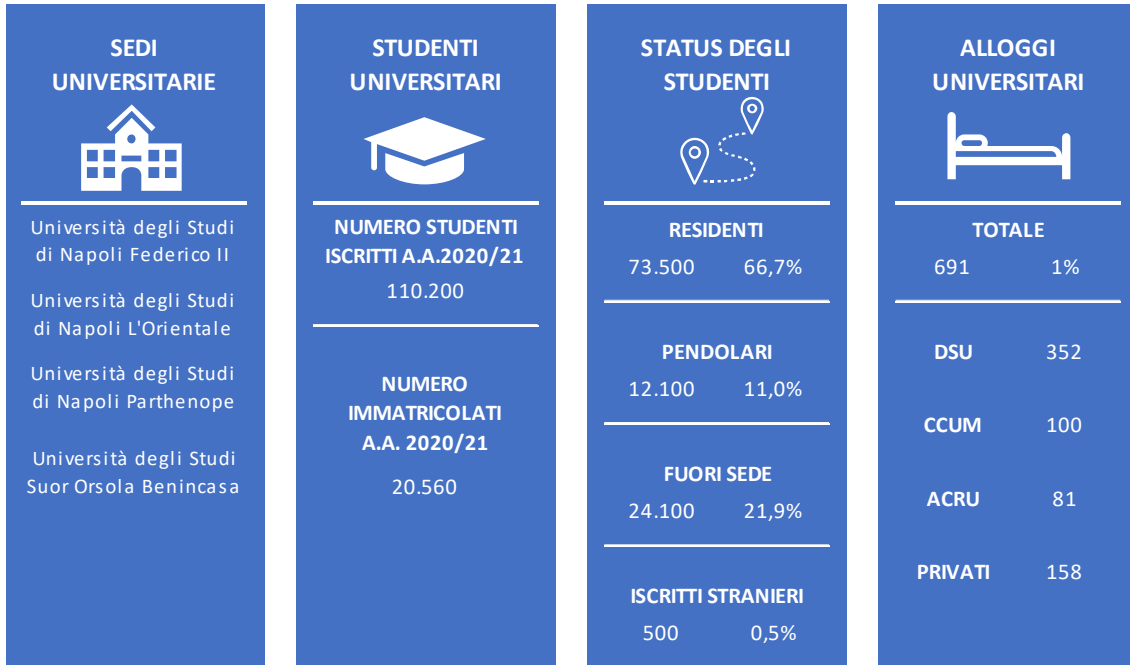 SEDI
UNIVERSITARIE
Università degli Studi
di Napoli Federico II
Università degli Studi
di Napoli L'Orientale
Università degli Studi
di Napoli Parthenope
Università degli Studi
Suor Orsola Benincasa
STUDENTI
UNIVERSITARI
NUMERO STUDENTI
ISCRITTI A.A.2020/21
110.200
NUMERO
IMMATRICOLATI
A.A. 2020/21
20.560
STATUS DEGLI
STUDENTI
RESIDENTI
73.500 66,7%
PENDOLARI
12.100 11,0%
FUORI SEDE
24.100 21,9%
ISCRITTI STRANIERI
500 0,5%
ALLOGGI
UNIVERSITARI
TOTALE
691 1%
DSU 352
CCUM 100
ACRU 81
PRIVATI 158